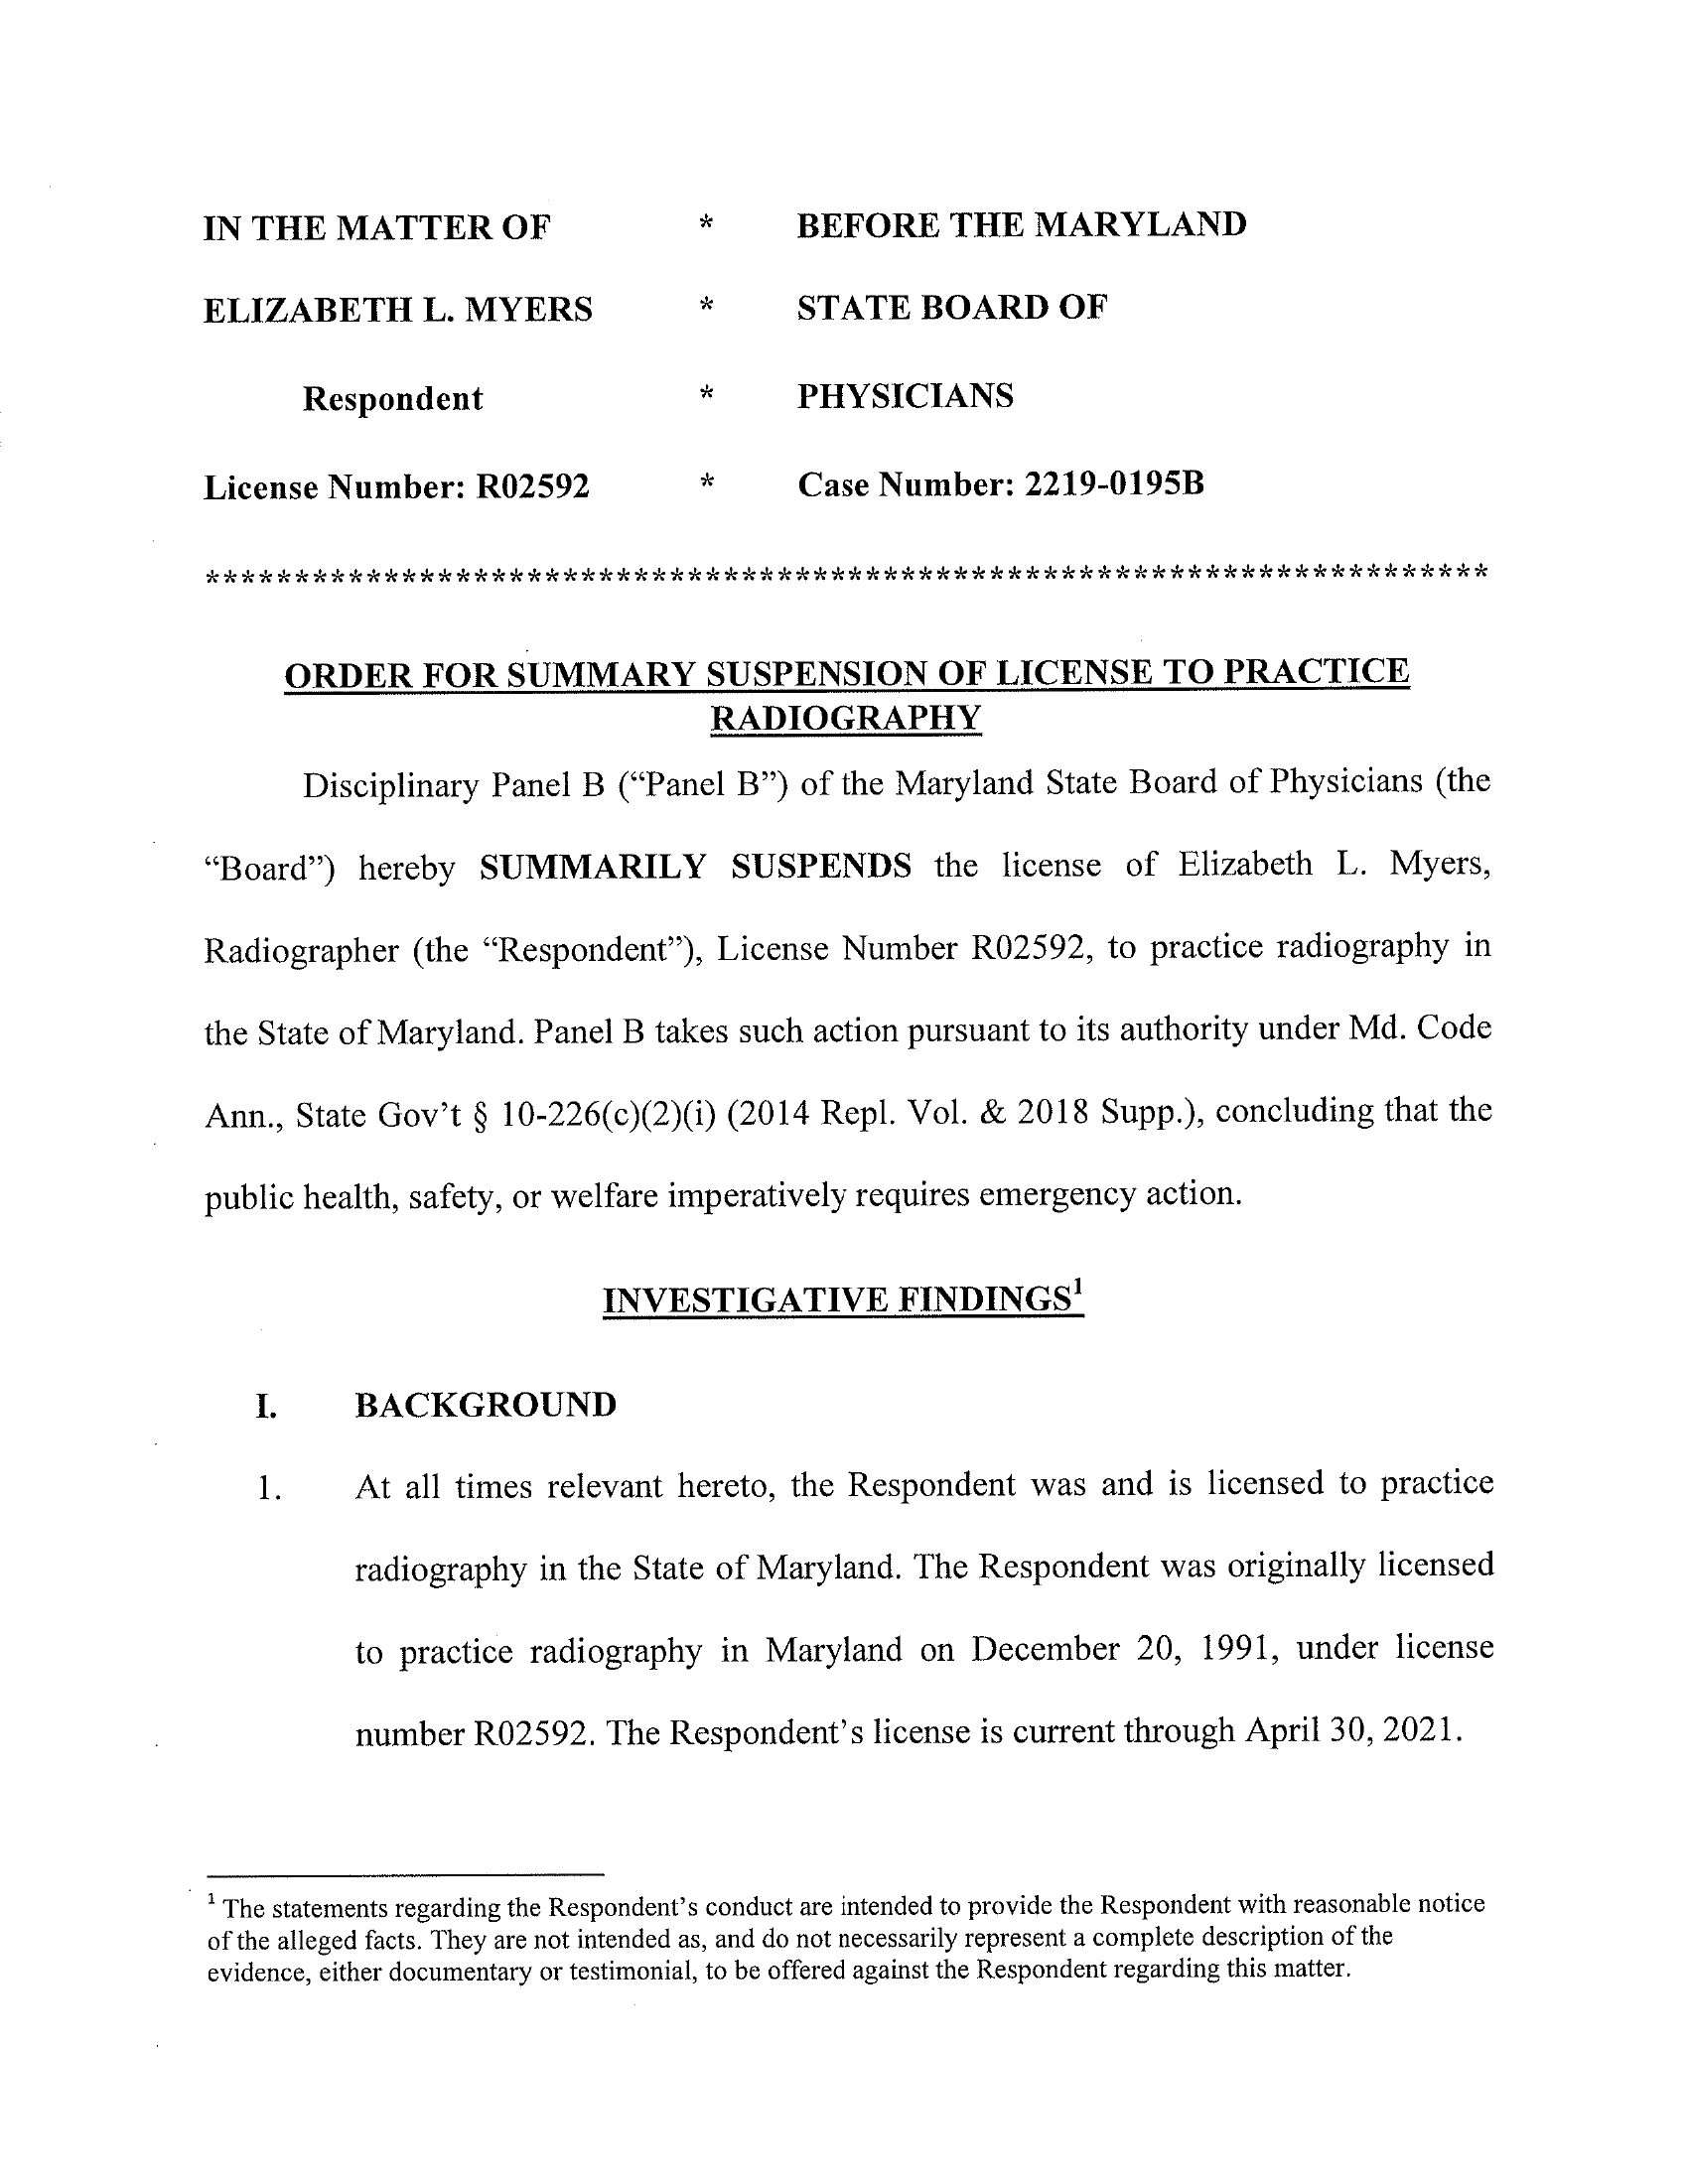 IN THE MATTER OF * BEFORE THE MARYLAND
ELIZABETH L. MYERS * STATE BOARD OF
Respondent * PHYSICIANS
License Number: R02592 * Case Number: 2219-0195B
************************************************************************
ORDER FOR SUMMARY SUSPENSION OF LICENSE TO PRACTICE
RADIOGRAPHY
Disciplinary Panel B (“Panel B”) of the Maryland State Board of Physicians (the
“Board”) hereby SUMMARILY SUSPENDS the license of Elizabeth L. Myers,
Radiographer (the “Respondent”), License Number R02592, to practice radiography in
the State of Maryland. Panel B takes such action pursuant to its authority under Md. Code
Ann., State Gov’t § 10-226(c)(2)(i) (2014 Repl. Vol. & 2018 Supp.), concluding that the
public health, safety, or welfare imperatively requires emergency action.
INVESTIGATIVE FINDINGS¹
I. BACKGROUND
1. At all times relevant hereto, the Respondent was and is licensed to practice
radiography in the State of Maryland. The Respondent was originally licensed
to practice radiography in Maryland on December 20, 1991, under license
number R02592. The Respondent’s license is current through April 30, 2021.
¹ The statements regarding the Respondent’s conduct are intended to provide the Respondent with reasonable notice
of the alleged facts. They are not intended as, and do not necessarily represent a complete description of the
evidence, either documentary or testimonial, to be offered against the Respondent regarding this matter.